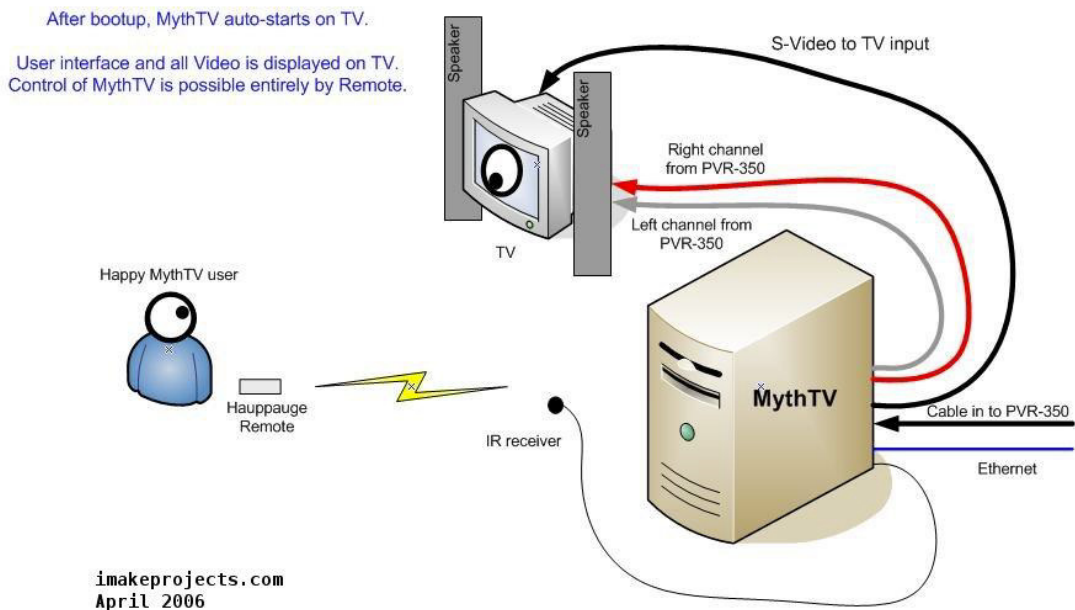 After bootup, MythTV auto-starts on TV.
User interface and all Video is displayed on TV.
Control of MythTV is possible entirely by Remote.
Speaker
Speaker
S-Video to TV input
Right channel
from PVR-350
Left channel from
PVR-350
TV
Happy MythTV user
Hauppauge
Remote
IR receiver
MythTV
Cable in to PVR-350
Ethernet
imakeprojects.com
April 2006